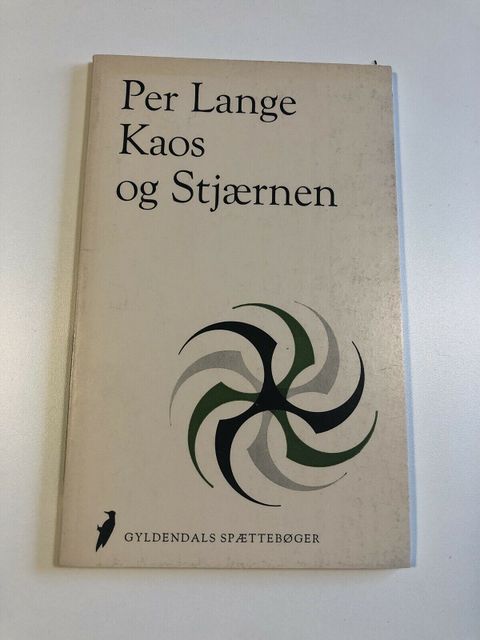 Per Lange
Kaos
og Stjærnen
GYLDENDALS SPÆTTEBØGER